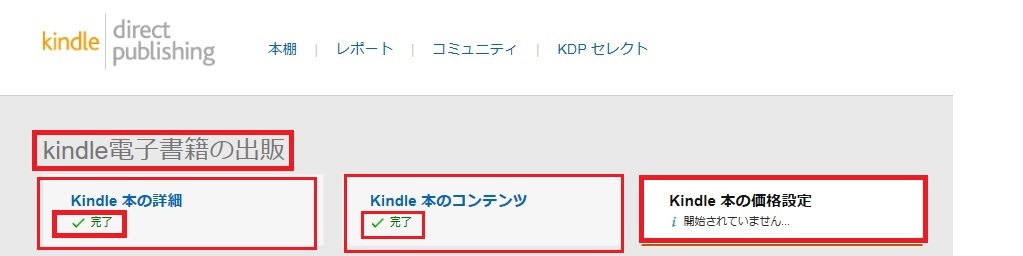 kindle direct publishing
本棚 | レポート | コミュニティ | KDP セレクト
kindle電子書籍の出版
Kindle 本の詳細
完了
Kindle 本のコンテンツ
完了
Kindle 本の価格設定
i 開始されていません...